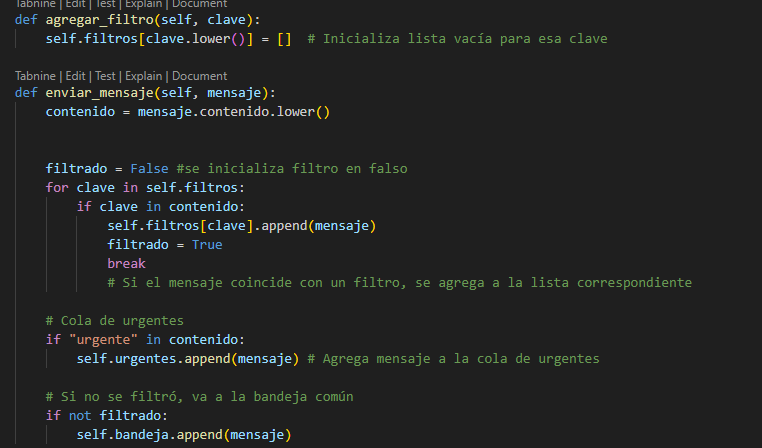 Tabnine | Edit | Test | Explain | Document
def agregar_filtro(self, clave):
    self.filtros[clave.lower()] = []  # Inicializa lista vacía para esa clave
Tabnine | Edit | Test | Explain | Document
def enviar_mensaje(self, mensaje):
    contenido = mensaje.contenido.lower()
    filtrado = False #se inicializa filtro en falso
    for clave in self.filtros:
        if clave in contenido:
            self.filtros[clave].append(mensaje)
            filtrado = True
            break
            # Si el mensaje coincide con un filtro, se agrega a la lista correspondiente
    # Cola de urgentes
    if "urgente" in contenido:
        self.urgentes.append(mensaje) # Agrega mensaje a la cola de urgentes
    # Si no se filtró, va a la bandeja común
    if not filtrado:
        self.bandeja.append(mensaje)